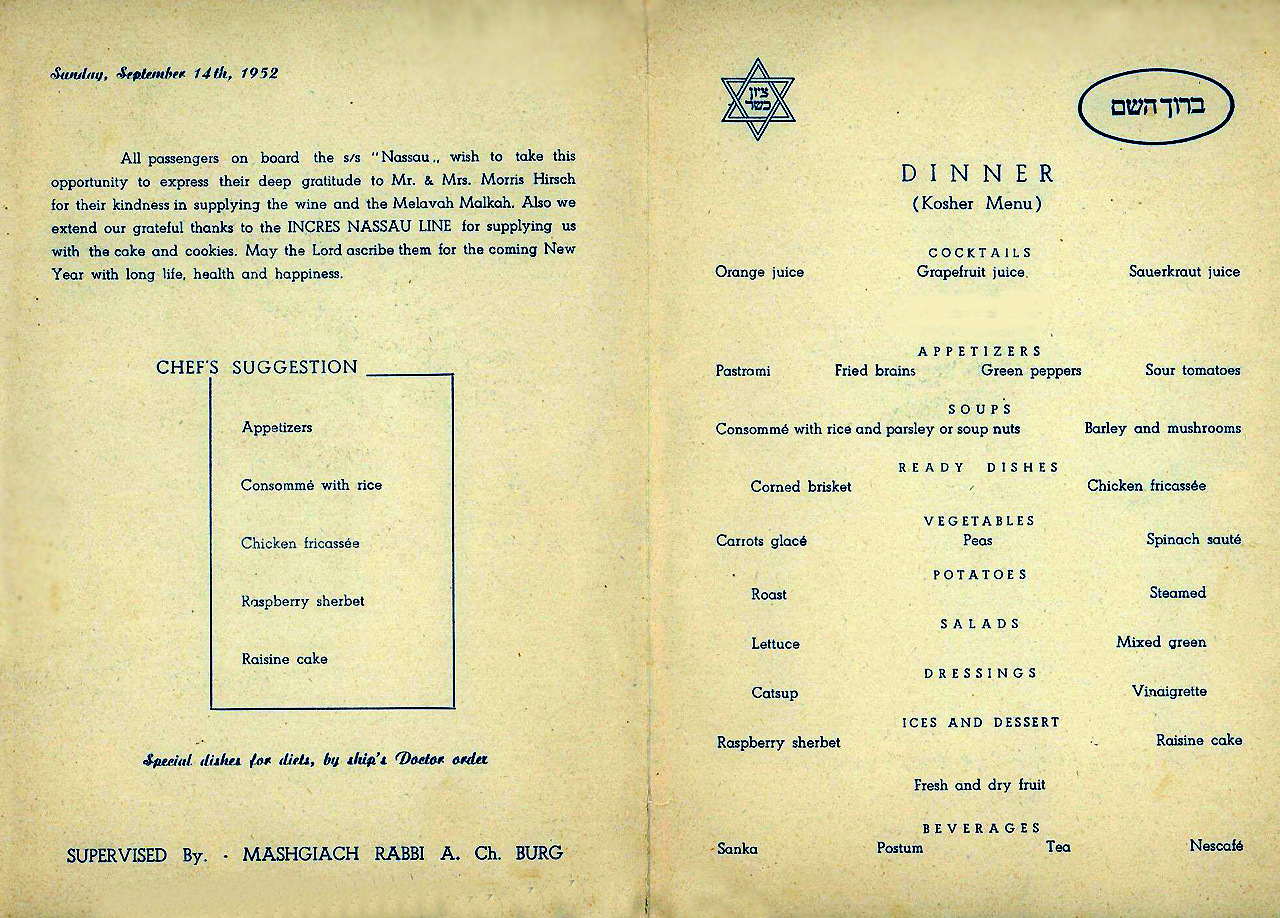 Sunday, September 14th, 1952
All passengers on board the s/s "Nassau,, wish to take this
opportunity to express their deep gratitude to Mr. & Mrs. Morris Hirsch
for their kindness in supplying the wine and the Melavah Malkah. Also we
extend our grateful thanks to the INCRES NASSAU LINE for supplying us
with the cake and cookies. May the Lord ascribe them for the coming New
Year with long life, health and happiness.
CHEF'S SUGGESTION
Appetizers
Consommé with rice
Chicken fricassée
Raspberry sherbet
Raisine cake
Special dishes for diets, by ship's Doctor order
SUPERVISED By. - MASHGIACH RABBI A. Ch. BURG
ציון
כשר
ברוך השם
DINNER
(Kosher Menu)
COCKTAILS
Orange juice Grapefruit juice Sauerkraut juice
APPETIZERS
Pastrami Fried brains Green peppers Sour tomatoes
SOUPS
Consommé with rice and parsley or soup nuts Barley and mushrooms
READY DISHES
Corned brisket Chicken fricassée
VEGETABLES
Carrots glacé Peas Spinach sauté
POTATOES
Roast Steamed
SALADS
Lettuce Mixed green
DRESSINGS
Catsup Vinaigrette
ICES AND DESSERT
Raspberry sherbet Raisine cake
Fresh and dry fruit
BEVERAGES
Sanka Postum Tea Nescafé